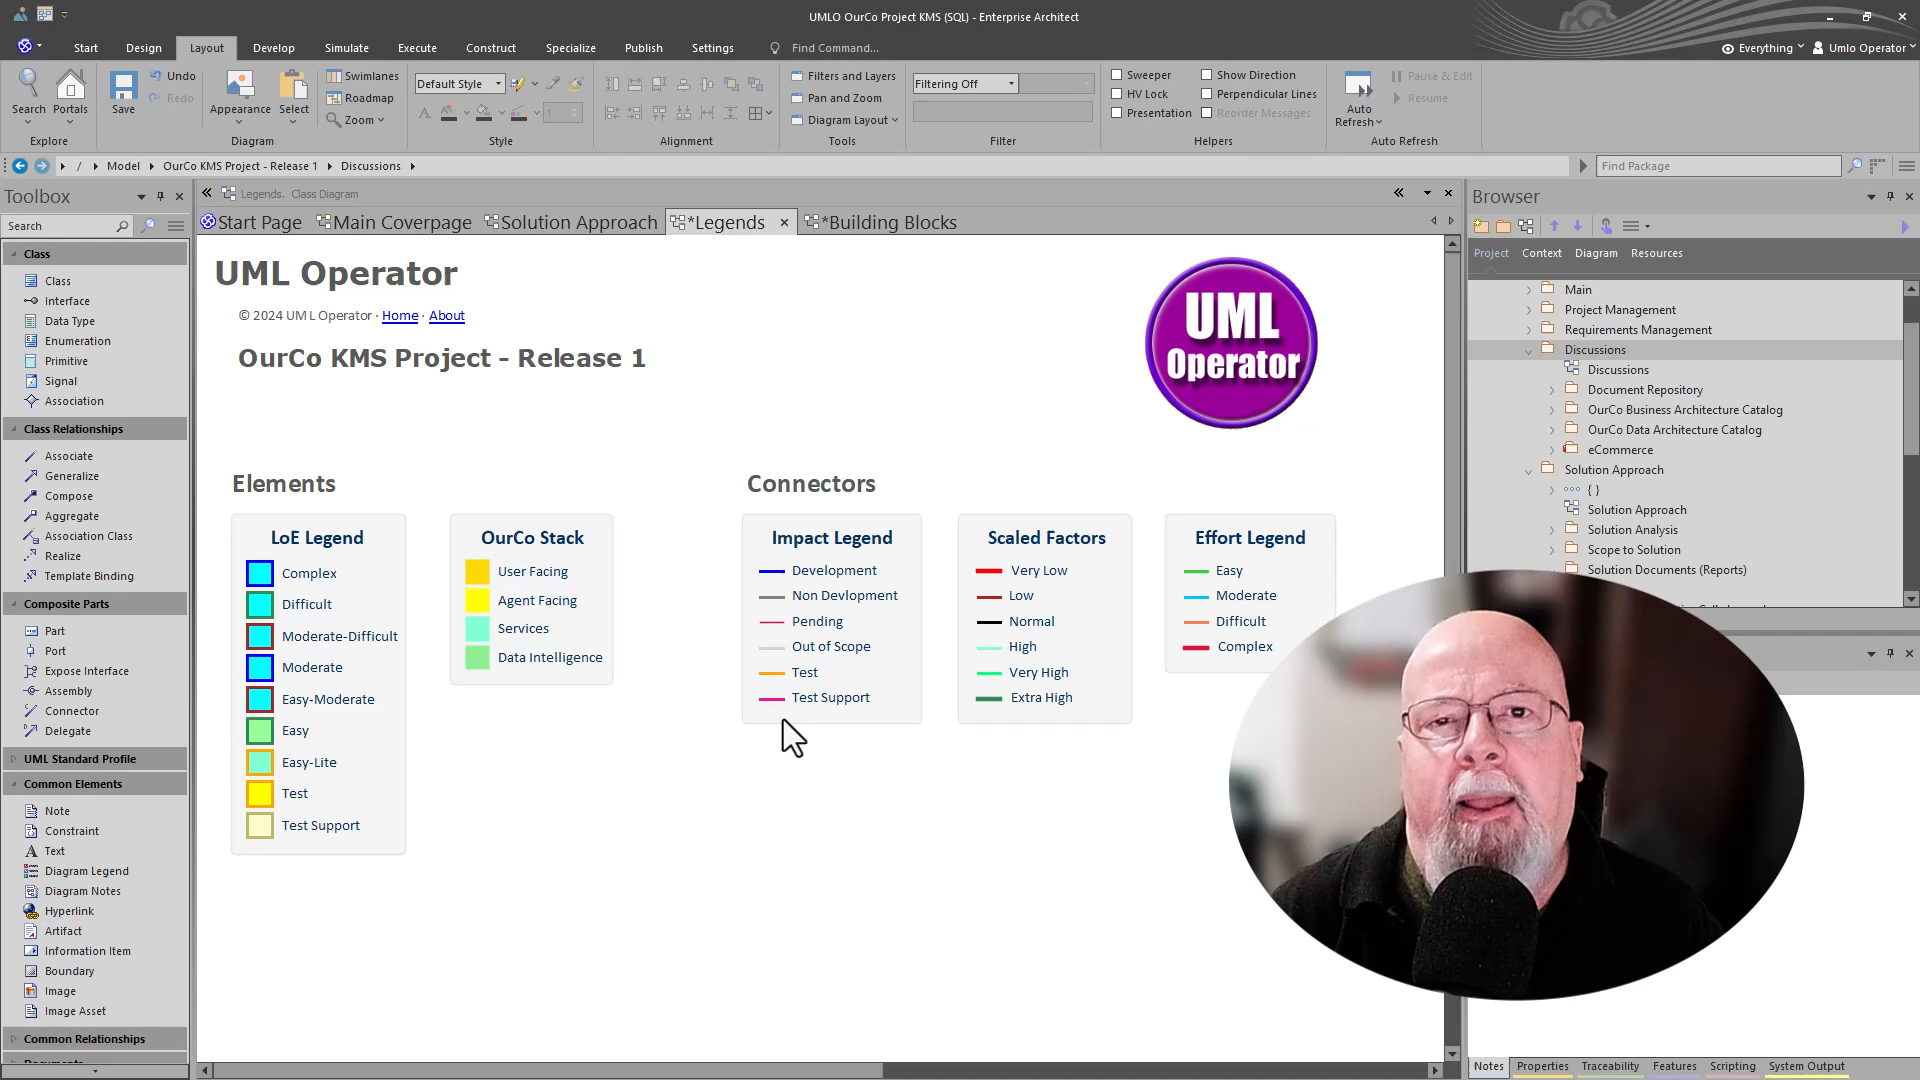 UMLO OurCo Project KMS (SQL) - Enterprise Architect
Start
Design
Layout
Develop
Simulate
Execute
Construct
Specialize
Publish
Settings
Find Command...
Everything
Umlo Operator
Search
Portals
Explore
Save
Undo
Redo
Appearance
Select
Swimlanes
Roadmap
Zoom
Diagram
Default Style
1
Style
Alignment
Filters and Layers
Pan and Zoom
Diagram Layout
Tools
Filtering Off
Filter
Sweeper
HV Lock
Presentation
Show Direction
Perpendicular Lines
Reorder Messages
Helpers
Auto
Refresh
Pause & Edit
Resume
Auto Refresh
/
Model
OurCo KMS Project - Release 1
Discussions
Find Package
Toolbox
Search
Class
Class
Interface
Data Type
Enumeration
Primitive
Signal
Association
Class Relationships
Associate
Generalize
Compose
Aggregate
Association Class
Realize
Template Binding
Composite Parts
Part
Port
Expose Interface
Assembly
Connector
Delegate
UML Standard Profile
Common Elements
Note
Constraint
Text
Diagram Legend
Diagram Notes
Hyperlink
Artifact
Information Item
Boundary
Image
Image Asset
Common Relationships
Legends. Class Diagram
Start Page
Main Coverpage
Solution Approach
*Legends
*Building Blocks
UML Operator
© 2024 UML Operator · Home · About
OurCo KMS Project - Release 1
UML
Operator
Elements
LoE Legend
Complex
Difficult
Moderate-Difficult
Moderate
Easy-Moderate
Easy
Easy-Lite
Test
Test Support
OurCo Stack
User Facing
Agent Facing
Services
Data Intelligence
Connectors
Impact Legend
Development
Non Devlopment
Pending
Out of Scope
Test
Test Support
Scaled Factors
Very Low
Low
Normal
High
Very High
Extra High
Effort Legend
Easy
Moderate
Difficult
Complex
Browser
Project
Context
Diagram
Resources
Main
Project Management
Requirements Management
Discussions
Discussions
Document Repository
OurCo Business Architecture Catalog
OurCo Data Architecture Catalog
eCommerce
Solution Approach
{ }
Solution Approach
Solution Analysis
Scope to Solution
Solution Documents (Reports)
Notes
Properties
Traceability
Features
Scripting
System Output